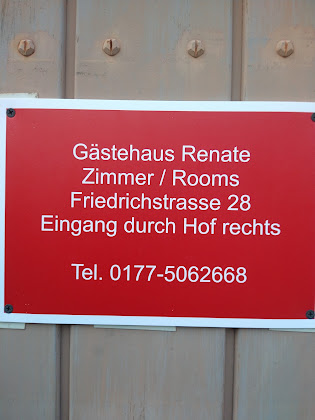 Gästehaus Renate
Zimmer / Rooms
Friedrichstrasse 28
Eingang durch Hof rechts
Tel. 0177-5062668